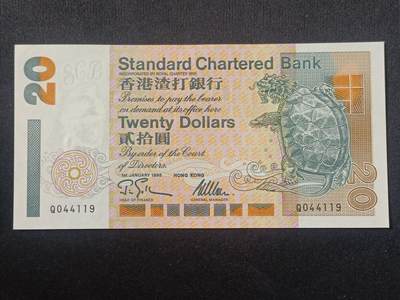 20
Standard Chartered Bank
INCORPORATED BY ROYAL CHARTER 1853
香港渣打銀行
Promises to pay the bearer
on demand at its office here
Twenty Dollars
貳拾圓
By order of the Court
of Directors.
1st JANUARY 1998 HONG KONG
HEAD OF FINANCE GENERAL MANAGER
Q044119 Q044119
20